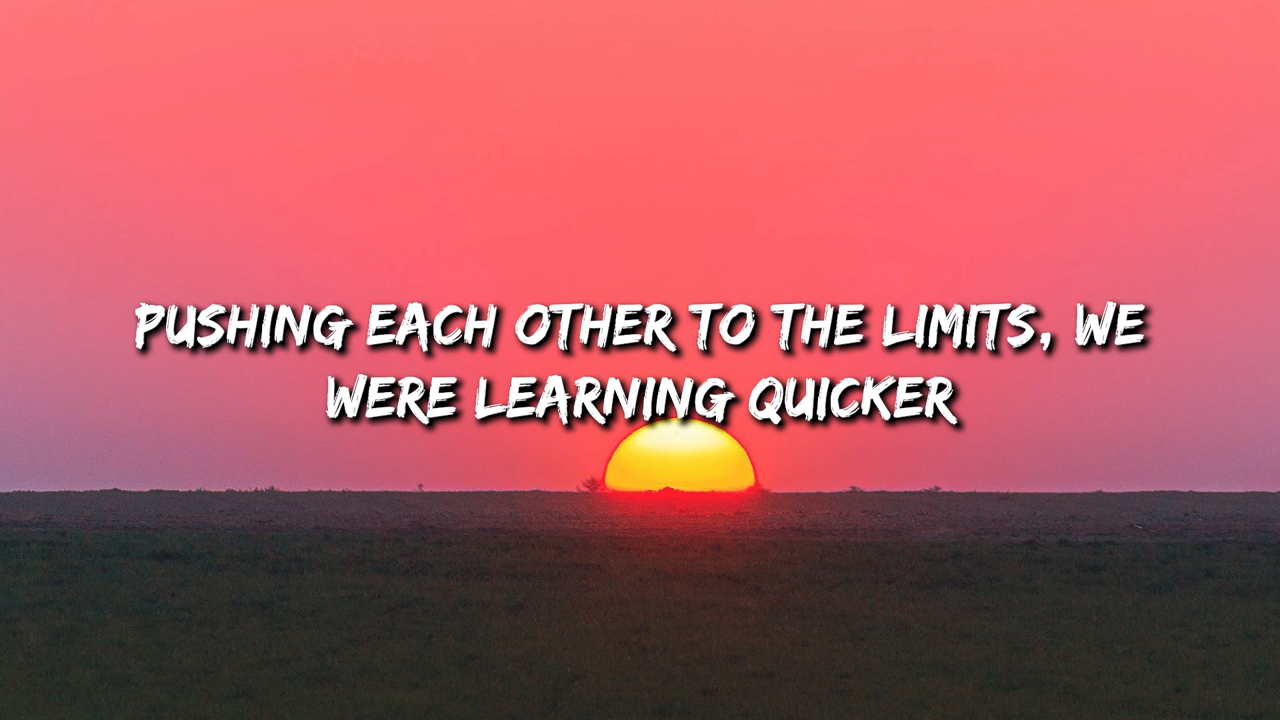 PUSHING EACH OTHER TO THE LIMITS, WE
WERE LEARNING QUICKER